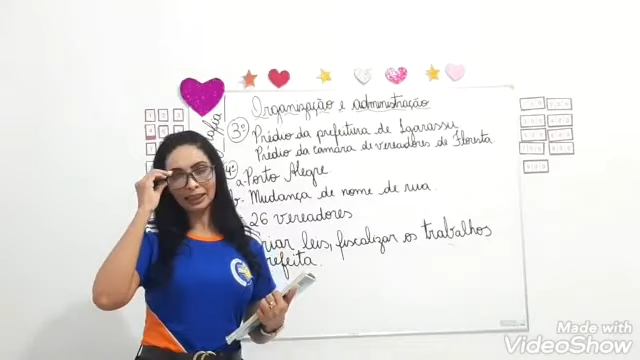 Organização e administração
3º Prédio da prefeitura de Igarassu
Prédio da câmara de vereadores de Floresta
4º a- Porto Alegre.
b- Mudança de nome de rua.
26 vereadores
criar leis, fiscalizar os trabalhos
prefeita.
Made with
VideoShow